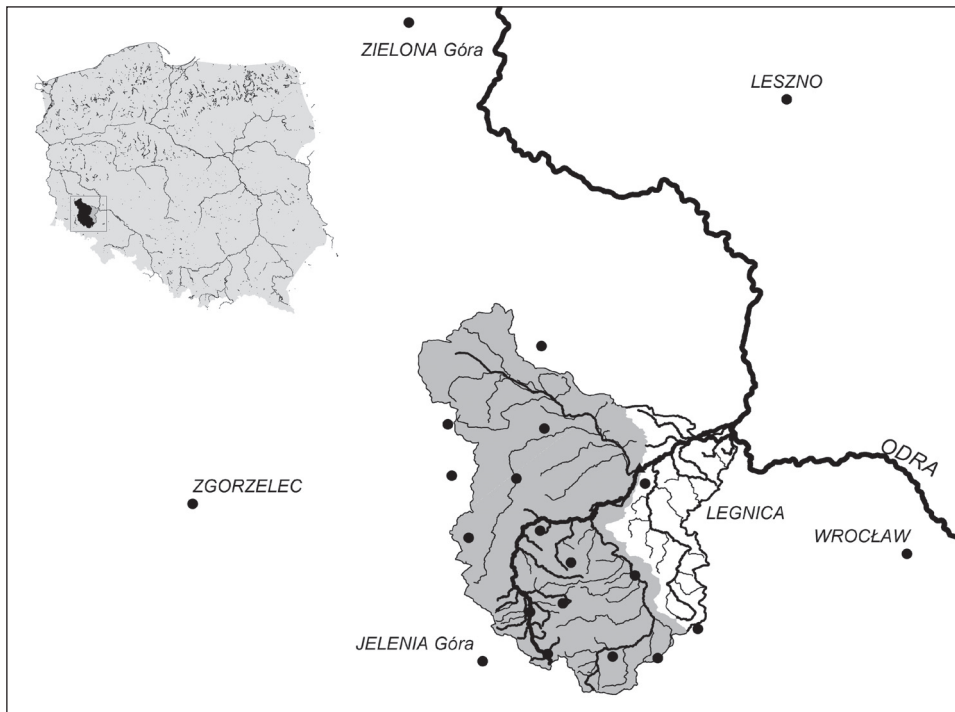 ZIELONA Góra
LESZNO
ODRA
ZGORZELEC
LEGNICA
WROCŁAW
JELENIA Góra